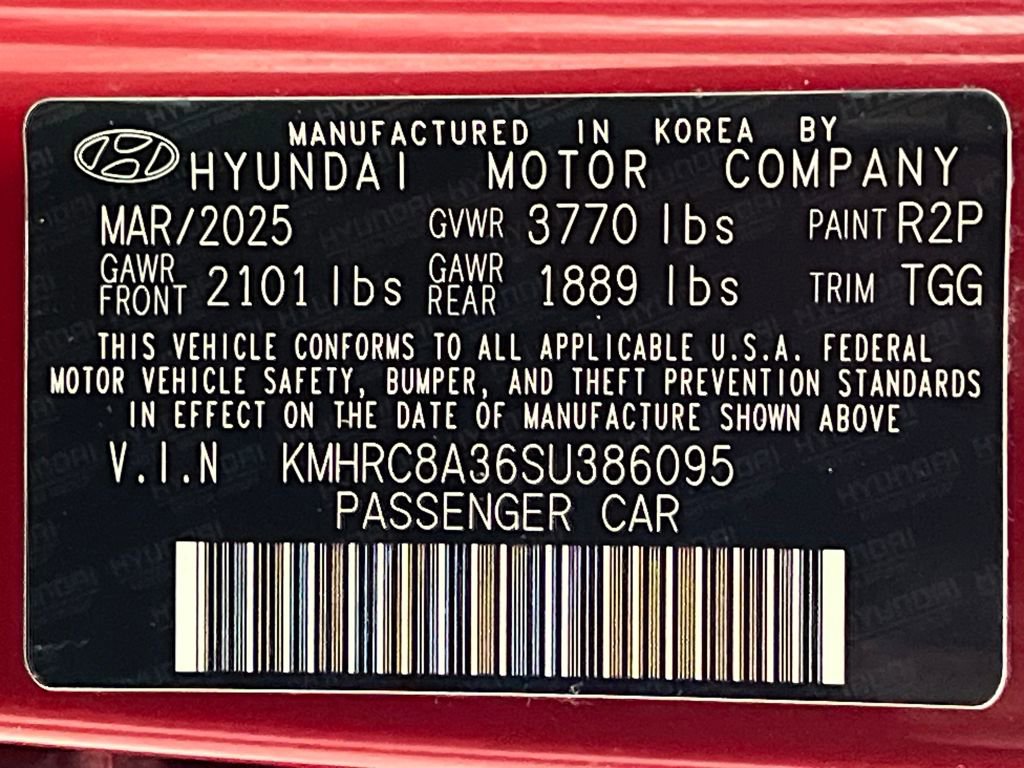 MANUFACTURED IN KOREA BY
HYUNDAI MOTOR COMPANY
MAR/2025 GVWR 3770 lbs PAINT R2P
GAWR FRONT 2101 lbs GAWR REAR 1889 lbs TRIM TGG
THIS VEHICLE CONFORMS TO ALL APPLICABLE U.S.A. FEDERAL
MOTOR VEHICLE SAFETY, BUMPER, AND THEFT PREVENTION STANDARDS
IN EFFECT ON THE DATE OF MANUFACTURE SHOWN ABOVE
V.I.N KMHRC8A36SU386095
PASSENGER CAR